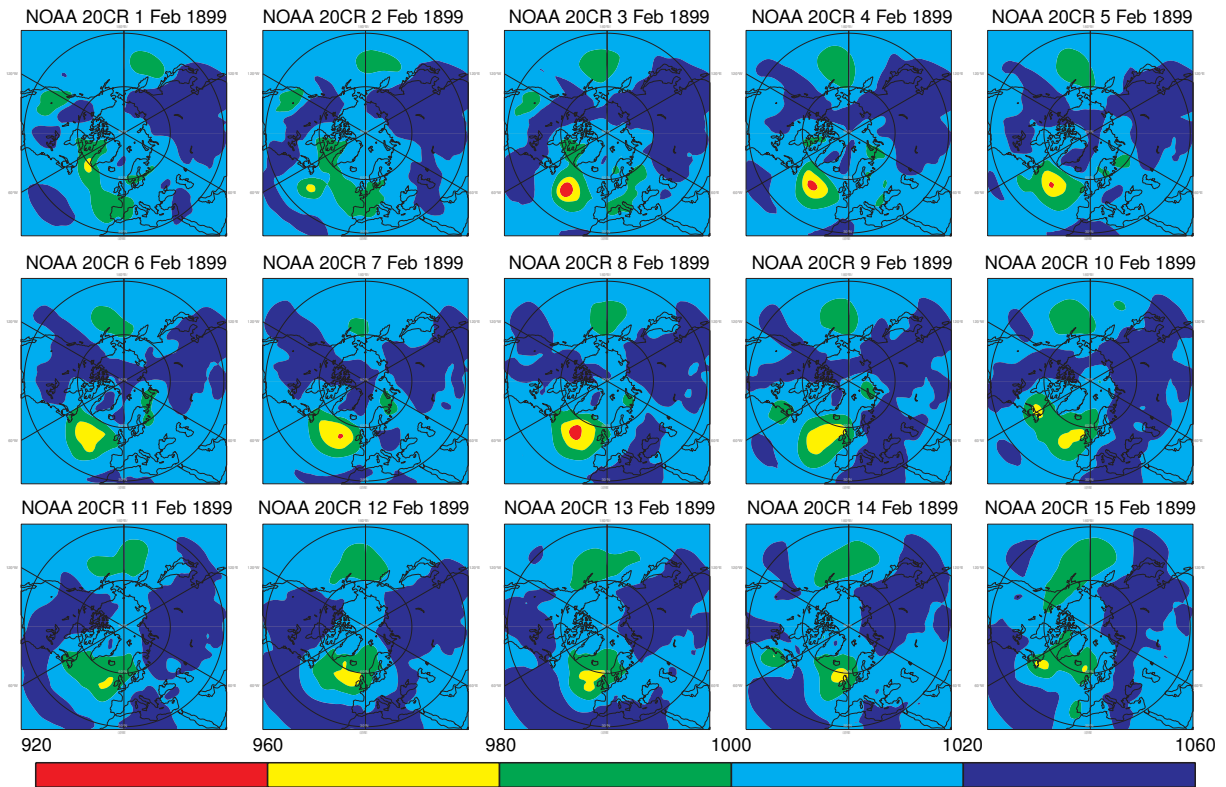 NOAA 20CR 1 Feb 1899
NOAA 20CR 2 Feb 1899
NOAA 20CR 3 Feb 1899
NOAA 20CR 4 Feb 1899
NOAA 20CR 5 Feb 1899
NOAA 20CR 6 Feb 1899
NOAA 20CR 7 Feb 1899
NOAA 20CR 8 Feb 1899
NOAA 20CR 9 Feb 1899
NOAA 20CR 10 Feb 1899
NOAA 20CR 11 Feb 1899
NOAA 20CR 12 Feb 1899
NOAA 20CR 13 Feb 1899
NOAA 20CR 14 Feb 1899
NOAA 20CR 15 Feb 1899
920 960 980 1000 1020 1060